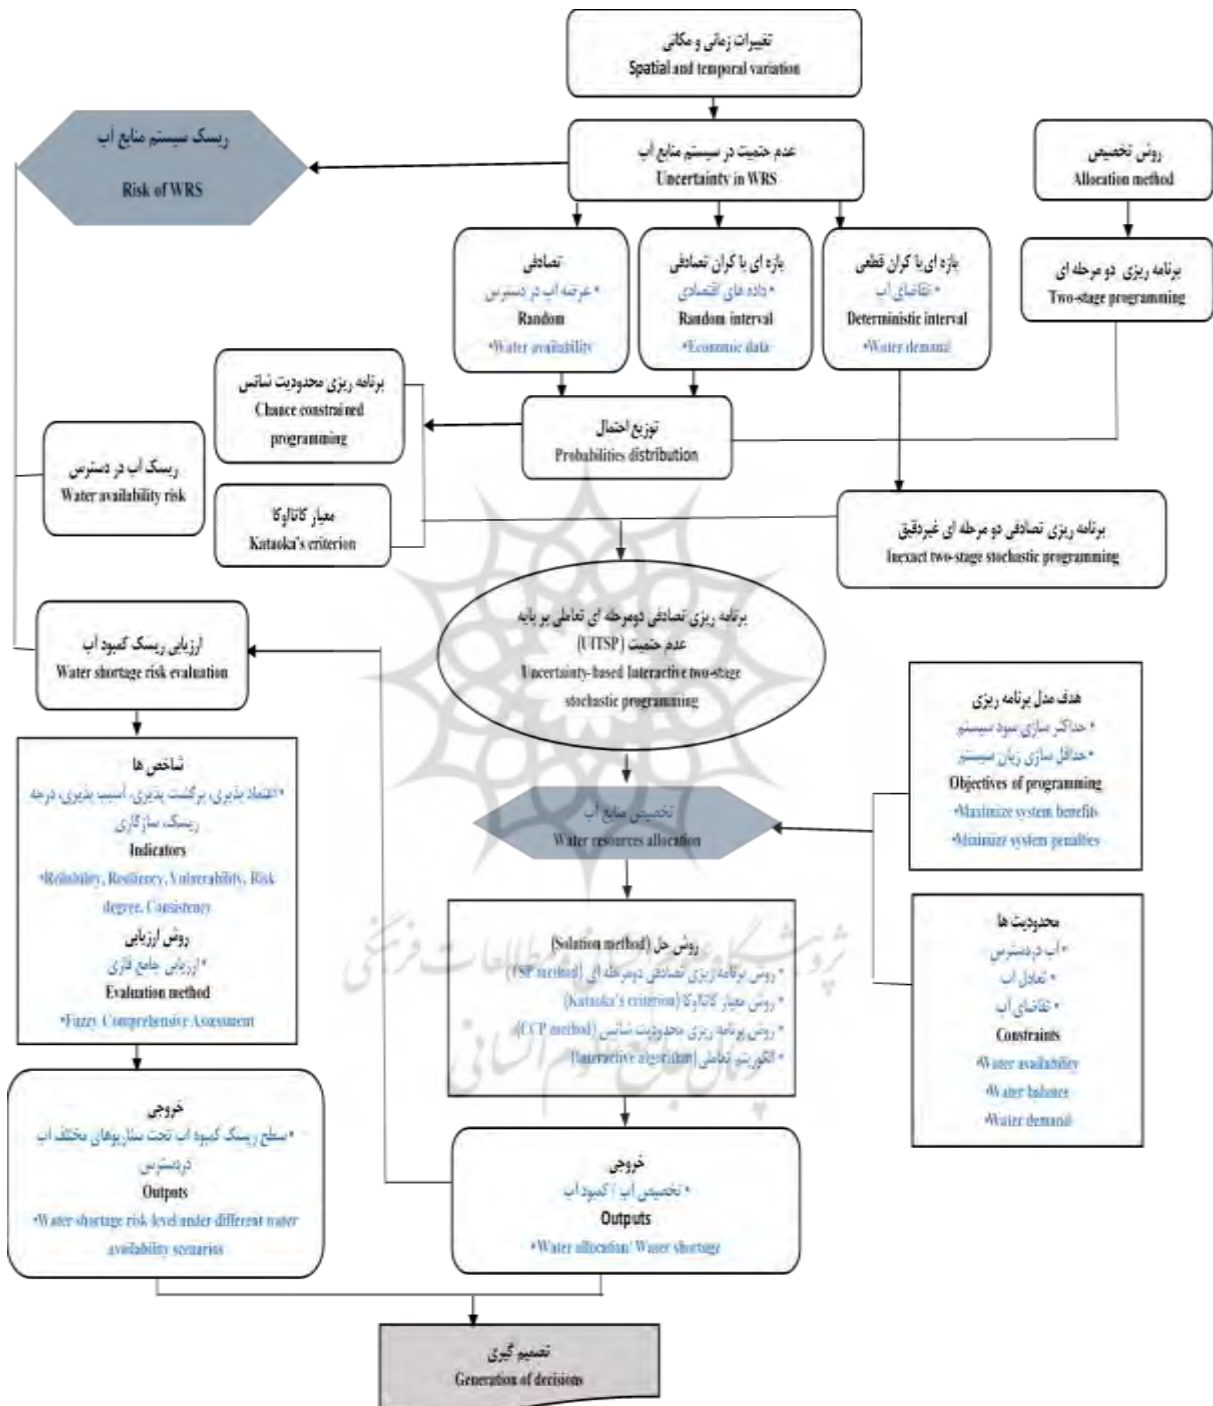 تغییرات زمانی و مکانی
Spatial and temporal variation
ریسک سیستم منابع آب
Risk of WRS
عدم حتمیت در سیستم منابع آب
Uncertainty in WRS
روش تخصیص
Allocation method
تصادفی
•عرضه آب در دسترس
Random
•Water availability
بازه ای با کران تصادفی
•داده های اقتصادی
Random interval
•Economic data
بازه ای با کران قطعی
•تقاضای آب
Deterministic interval
•Water demand
برنامه ریزی دو مرحله ای
Two-stage programming
برنامه ریزی محدودیت شانس
Chance constrained
programming
توزیع احتمال
Probabilities distribution
ریسک آب در دسترس
Water availability risk
معیار کاتااوکا
Kataoka's criterion
برنامه ریزی تصادفی دو مرحله ای غیردقیق
Inexact two-stage stochastic programming
ارزیابی ریسک کمبود آب
Water shortage risk evaluation
برنامه ریزی تصادفی دومرحله ای تعاملی بر پایه
عدم حتمیت (UITSP)
Uncertainty-based Interactive two-stage
stochastic programming
هدف مدل برنامه ریزی
•حداکثر سازی سود سیستم
•حداقل سازی زیان سیستم
Objectives of programming
•Maximize system benefits
•Minimize system penalties
شاخص ها
•اعتماد پذیری، برگشت پذیری، آسیب پذیری، درجه
ریسک، سازگاری
Indicators
•Reliability, Resiliency, Vulnerability, Risk
degree, Consistency
روش ارزیابی
•ارزیابی جامع فازی
Evaluation method
•Fuzzy Comprehensive Assessment
تخصیص منابع آب
Water resources allocation
روش حل (Solution method)
•روش برنامه ریزی تصادفی دومرحله ای (TSP method)
•روش معیار کاتااوکا (Kataoka's criterion)
•روش برنامه ریزی محدودیت شانس (CCP method)
•الگوریتم تعاملی (Interactive algorithm)
محدودیت ها
•آب دردسترس
•تعادل آب
•تقاضای آب
Constraints
•Water availability
•Water balance
•Water demand
پژوهشگاه علوم انسانی و مطالعات فرهنگی
پرتال جامع علوم انسانی
خروجی
•سطح ریسک کمبود آب تحت سناریوهای مختلف آب
دردسترس
Outputs
•Water shortage risk level under different water
availability scenarios
خروجی
•تخصیص آب / کمبود آب
Outputs
•Water allocation/ Water shortage
تصمیم گیری
Generation of decisions